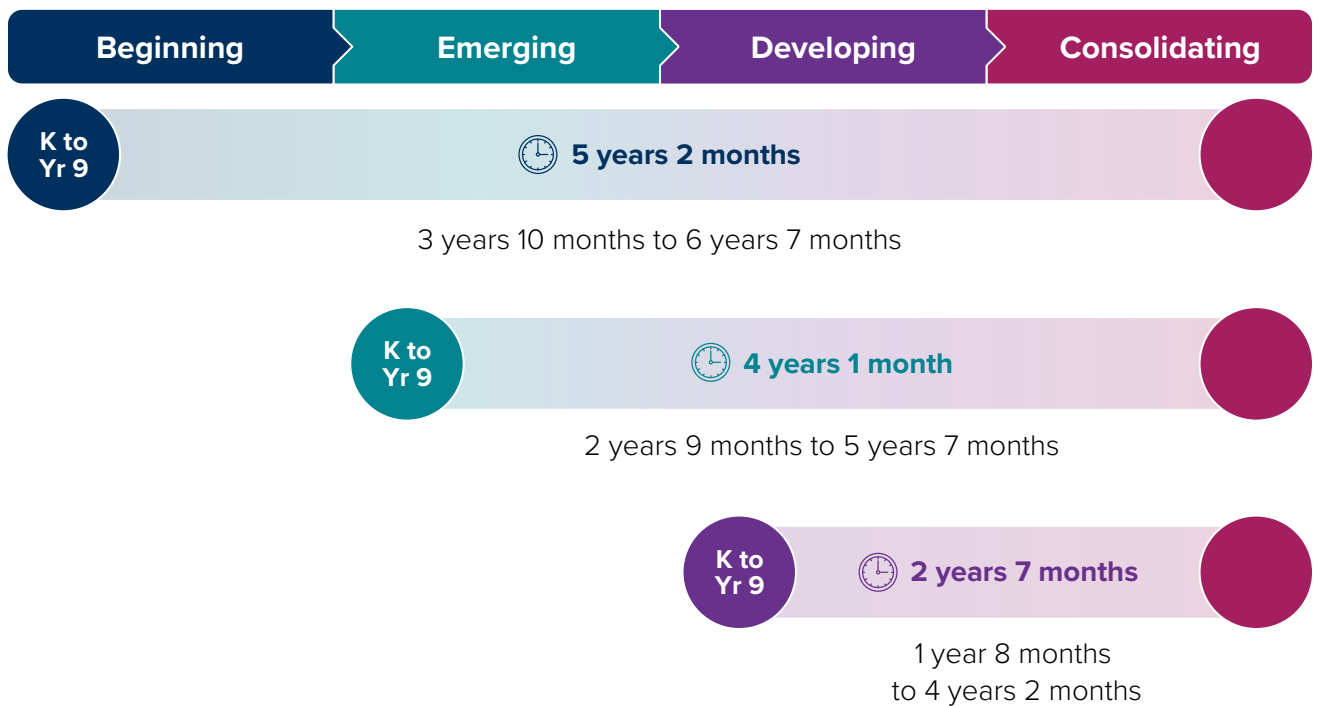 Beginning
Emerging
Developing
Consolidating
K to
Yr 9
5 years 2 months
3 years 10 months to 6 years 7 months
K to
Yr 9
4 years 1 month
2 years 9 months to 5 years 7 months
K to
Yr 9
2 years 7 months
1 year 8 months
to 4 years 2 months